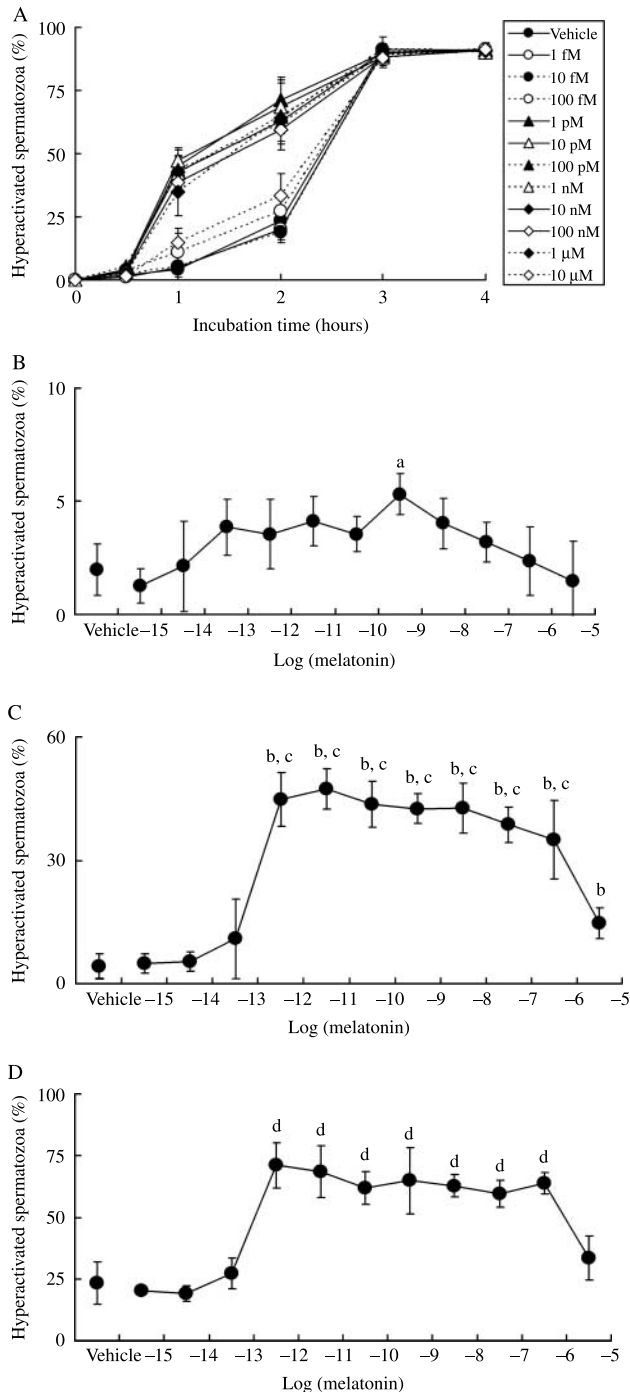 A
Hyperactivated spermatozoa (%)
100
75
50
25
0
0 1 2 3 4
Incubation time (hours)
Vehicle
1 fM
10 fM
100 fM
1 pM
10 pM
100 pM
1 nM
10 nM
100 nM
1 µM
10 µM
B
Hyperactivated spermatozoa (%)
10
5
0
a
Vehicle –15 –14 –13 –12 –11 –10 –9 –8 –7 –6 –5
Log (melatonin)
C
Hyperactivated spermatozoa (%)
60
30
0
b, c b, c b, c b, c b, c b, c b, c b
Vehicle –15 –14 –13 –12 –11 –10 –9 –8 –7 –6 –5
Log (melatonin)
D
Hyperactivated spermatozoa (%)
100
75
50
25
0
d d d d d d d
Vehicle –15 –14 –13 –12 –11 –10 –9 –8 –7 –6 –5
Log (melatonin)